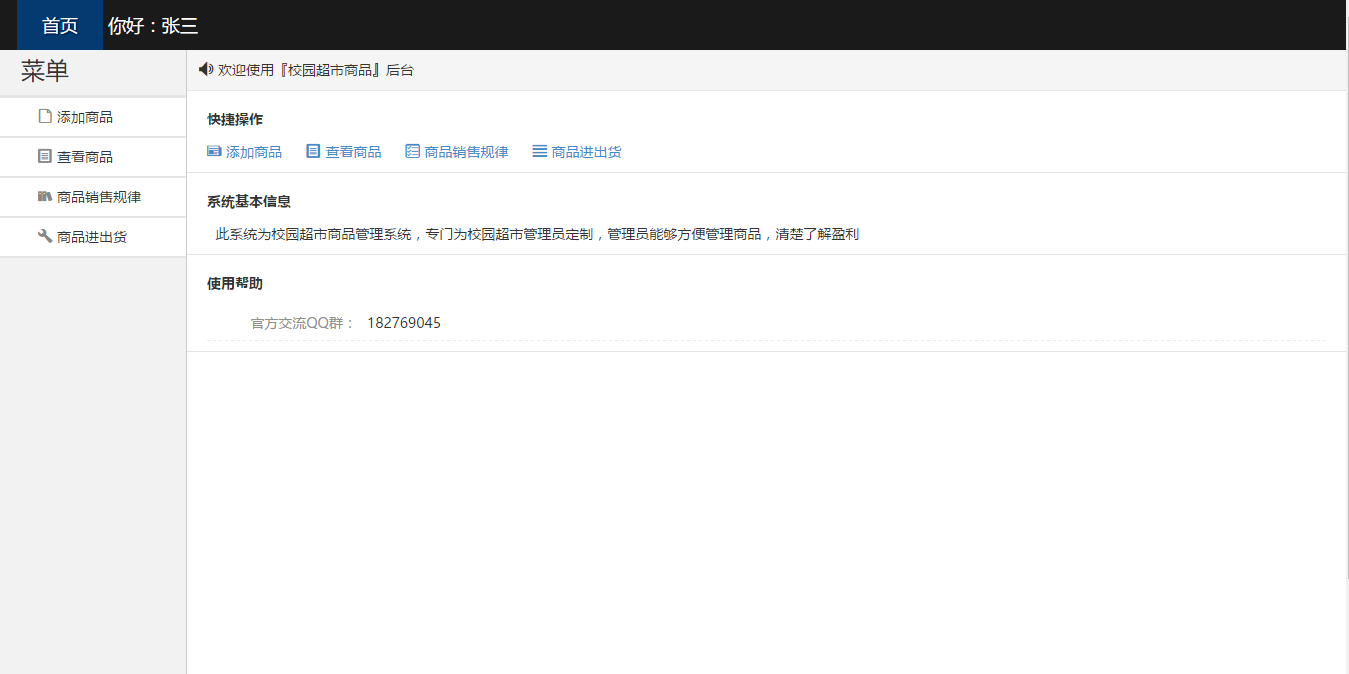 首页 你好：张三
菜单
添加商品
查看商品
商品销售规律
商品进出货
欢迎使用『校园超市商品』后台
快捷操作
添加商品 查看商品 商品销售规律 商品进出货
系统基本信息
此系统为校园超市商品管理系统，专门为校园超市管理员定制，管理员能够方便管理商品，清楚了解盈利
使用帮助
官方交流QQ群： 182769045